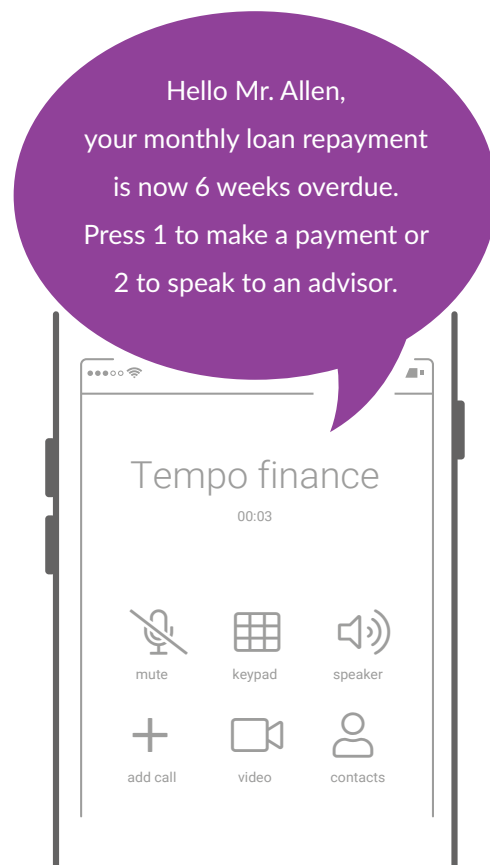 Hello Mr. Allen,
your monthly loan repayment
is now 6 weeks overdue.
Press 1 to make a payment or
2 to speak to an advisor.
Tempo finance
00:03
mute keypad speaker
add call video contacts